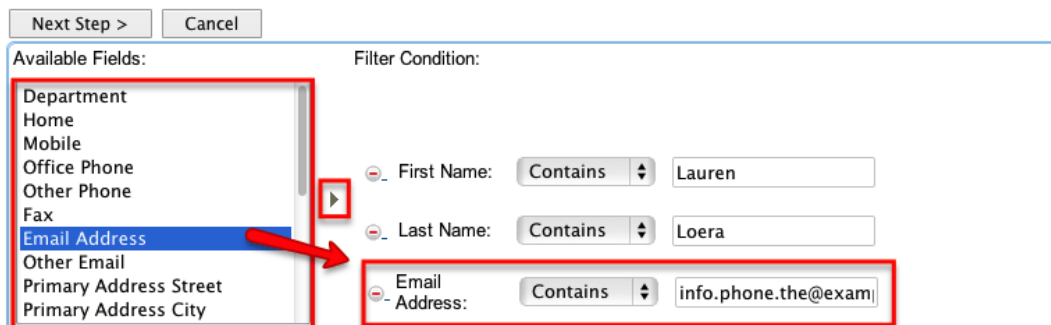 Next Step > Cancel
Available Fields: Filter Condition:
Department
Home
Mobile
Office Phone
Other Phone
Fax
Email Address
Other Email
Primary Address Street
Primary Address City
First Name: Contains Lauren
Last Name: Contains Loera
Email
Address: Contains info.phone.the@exam